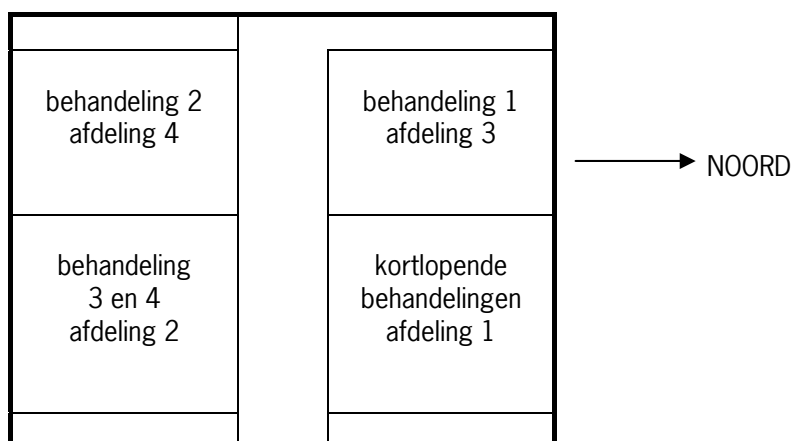 behandeling 2
afdeling 4
behandeling 1
afdeling 3
NOORD
behandeling
3 en 4
afdeling 2
kortlopende
behandelingen
afdeling 1